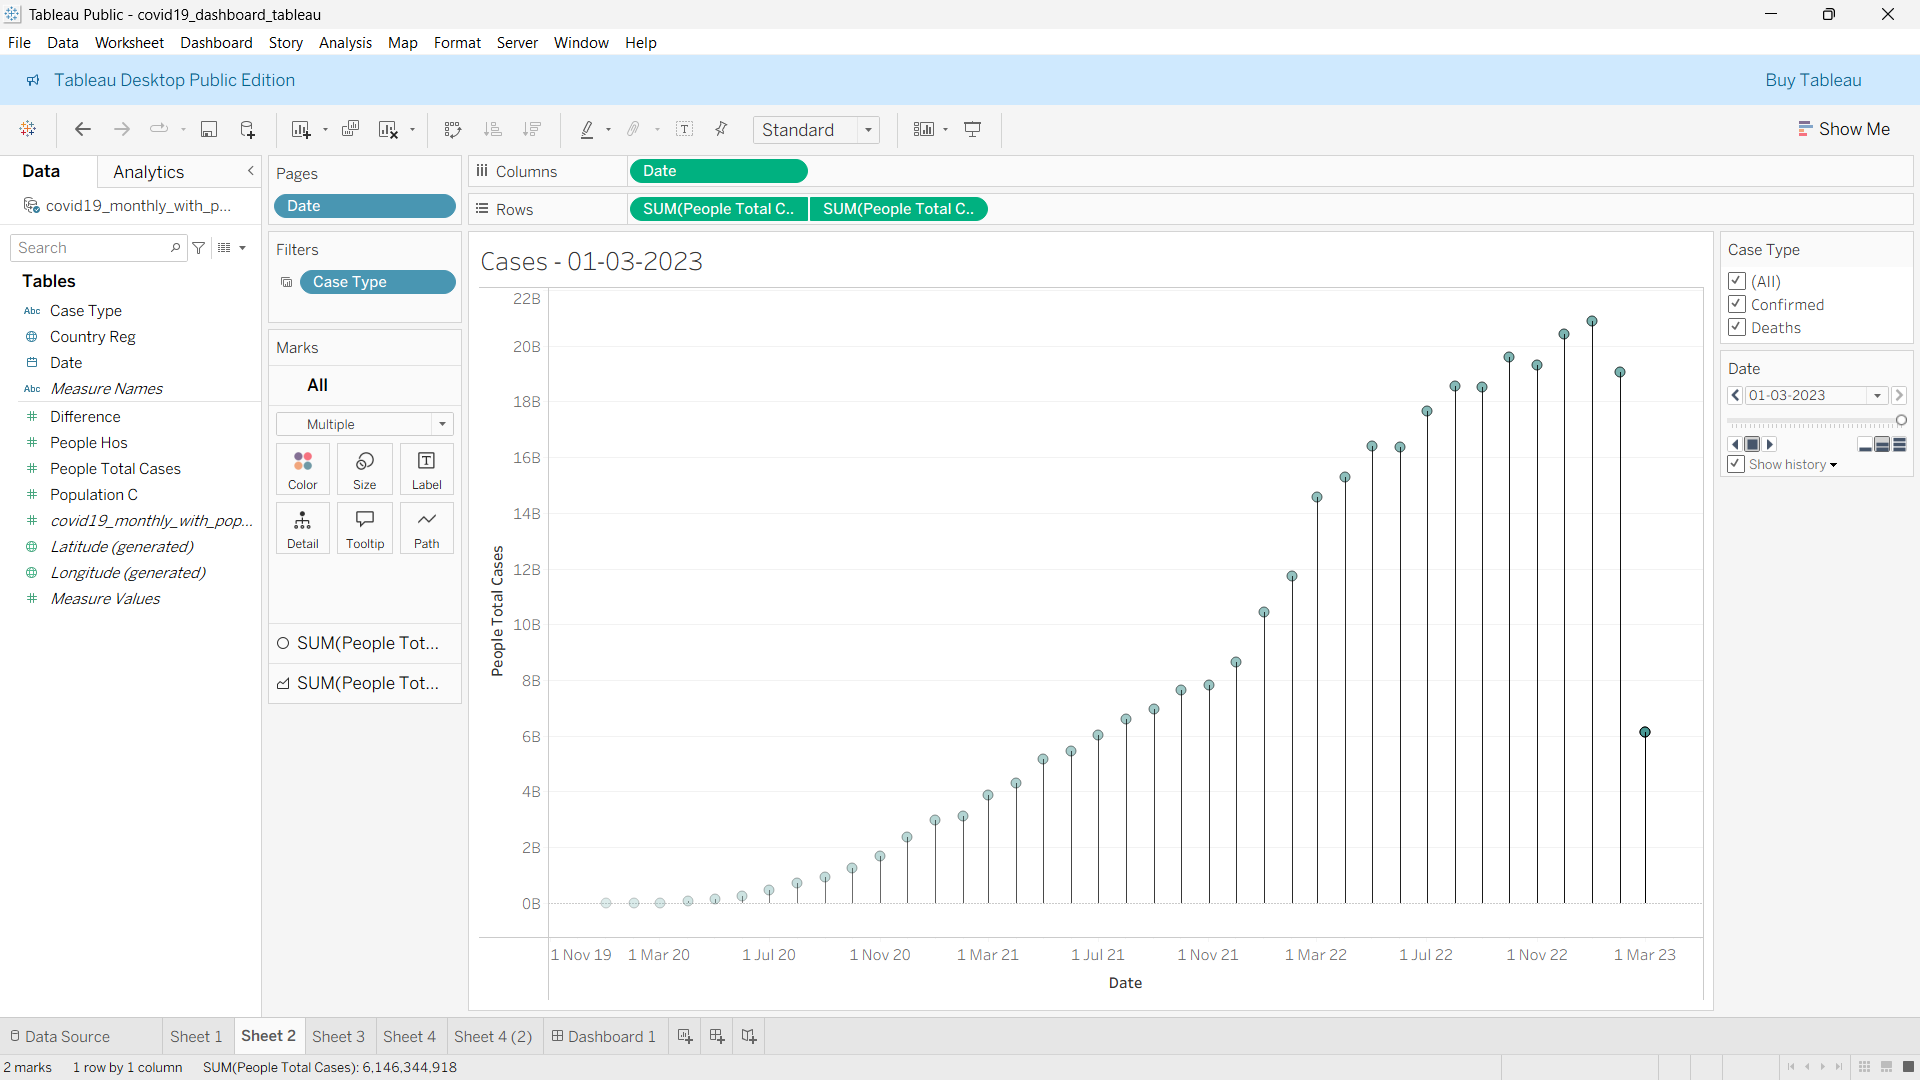 Tableau Public - covid19_dashboard_tableau
File Data Worksheet Dashboard Story Analysis Map Format Server Window Help
Tableau Desktop Public Edition
Buy Tableau
Standard
Show Me
Data
Analytics
covid19_monthly_with_p...
Search
Tables
Abc Case Type
Country Reg
Date
Abc Measure Names
Difference
People Hos
People Total Cases
Population C
covid19_monthly_with_pop...
Latitude (generated)
Longitude (generated)
Measure Values
Pages
Date
Filters
Case Type
Marks
All
Multiple
Color
Size
Label
Detail
Tooltip
Path
SUM(People Tot...
SUM(People Tot...
Columns
Date
Rows
SUM(People Total C..
SUM(People Total C..
Cases - 01-03-2023
22B
20B
18B
16B
14B
12B
10B
8B
6B
4B
2B
0B
People Total Cases
1 Nov 19
1 Mar 20
1 Jul 20
1 Nov 20
1 Mar 21
1 Jul 21
1 Nov 21
1 Mar 22
1 Jul 22
1 Nov 22
1 Mar 23
Date
Case Type
(All)
Confirmed
Deaths
Date
01-03-2023
Show history
Data Source
Sheet 1
Sheet 2
Sheet 3
Sheet 4
Sheet 4 (2)
Dashboard 1
2 marks
1 row by 1 column
SUM(People Total Cases): 6,146,344,918